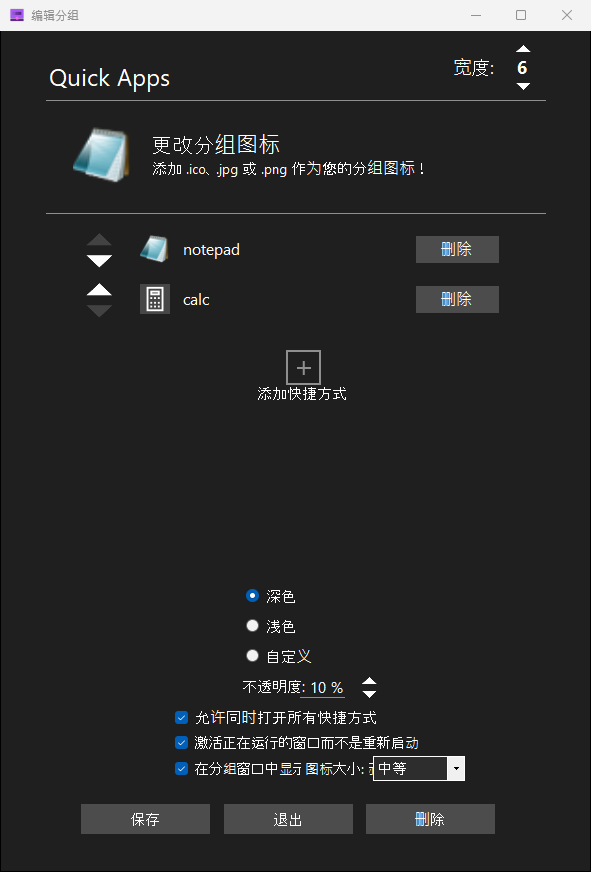 编辑分组
Quick Apps
宽度: 6
更改分组图标
添加 .ico、.jpg 或 .png 作为您的分组图标！
notepad 删除
calc 删除
添加快捷方式
深色
浅色
自定义
不透明度: 10 %
允许同时打开所有快捷方式
激活正在运行的窗口而不是重新启动
在分组窗口中显示 图标大小: 中等
保存 退出 删除